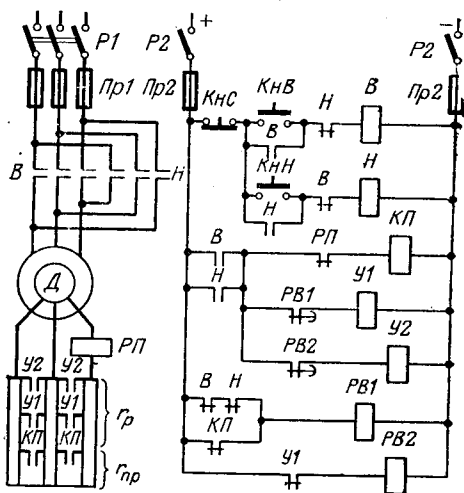 Р1 Р2 + − Р2
Пр1 Пр2 КнС КнВ Н В Пр2
В
КнН
В Н В Н
Н
В РП КП
Н
Д РВ1 У1
РП У2
У2 У2 РВ2
У1 У1 rр В Н РВ1
КП КП КП РВ2
rпр У1